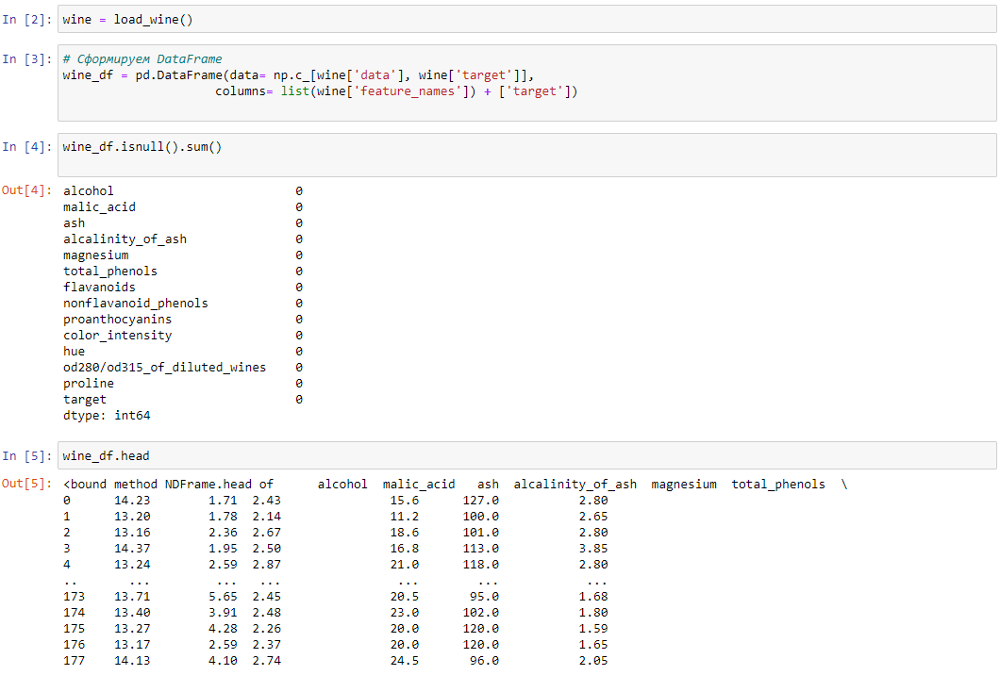 In [2]: wine = load_wine()
In [3]: # Сформируем DataFrame
wine_df = pd.DataFrame(data= np.c_[wine['data'], wine['target']],
columns= list(wine['feature_names']) + ['target'])
In [4]: wine_df.isnull().sum()
Out[4]: alcohol 0
malic_acid 0
ash 0
alcalinity_of_ash 0
magnesium 0
total_phenols 0
flavanoids 0
nonflavanoid_phenols 0
proanthocyanins 0
color_intensity 0
hue 0
od280/od315_of_diluted_wines 0
proline 0
target 0
dtype: int64
In [5]: wine_df.head
Out[5]: <bound method NDFrame.head of alcohol malic_acid ash alcalinity_of_ash magnesium total_phenols \
0 14.23 1.71 2.43 15.6 127.0 2.80
1 13.20 1.78 2.14 11.2 100.0 2.65
2 13.16 2.36 2.67 18.6 101.0 2.80
3 14.37 1.95 2.50 16.8 113.0 3.85
4 13.24 2.59 2.87 21.0 118.0 2.80
.. ... ... ... ... ... ...
173 13.71 5.65 2.45 20.5 95.0 1.68
174 13.40 3.91 2.48 23.0 102.0 1.80
175 13.27 4.28 2.26 20.0 120.0 1.59
176 13.17 2.59 2.37 20.0 120.0 1.65
177 14.13 4.10 2.74 24.5 96.0 2.05